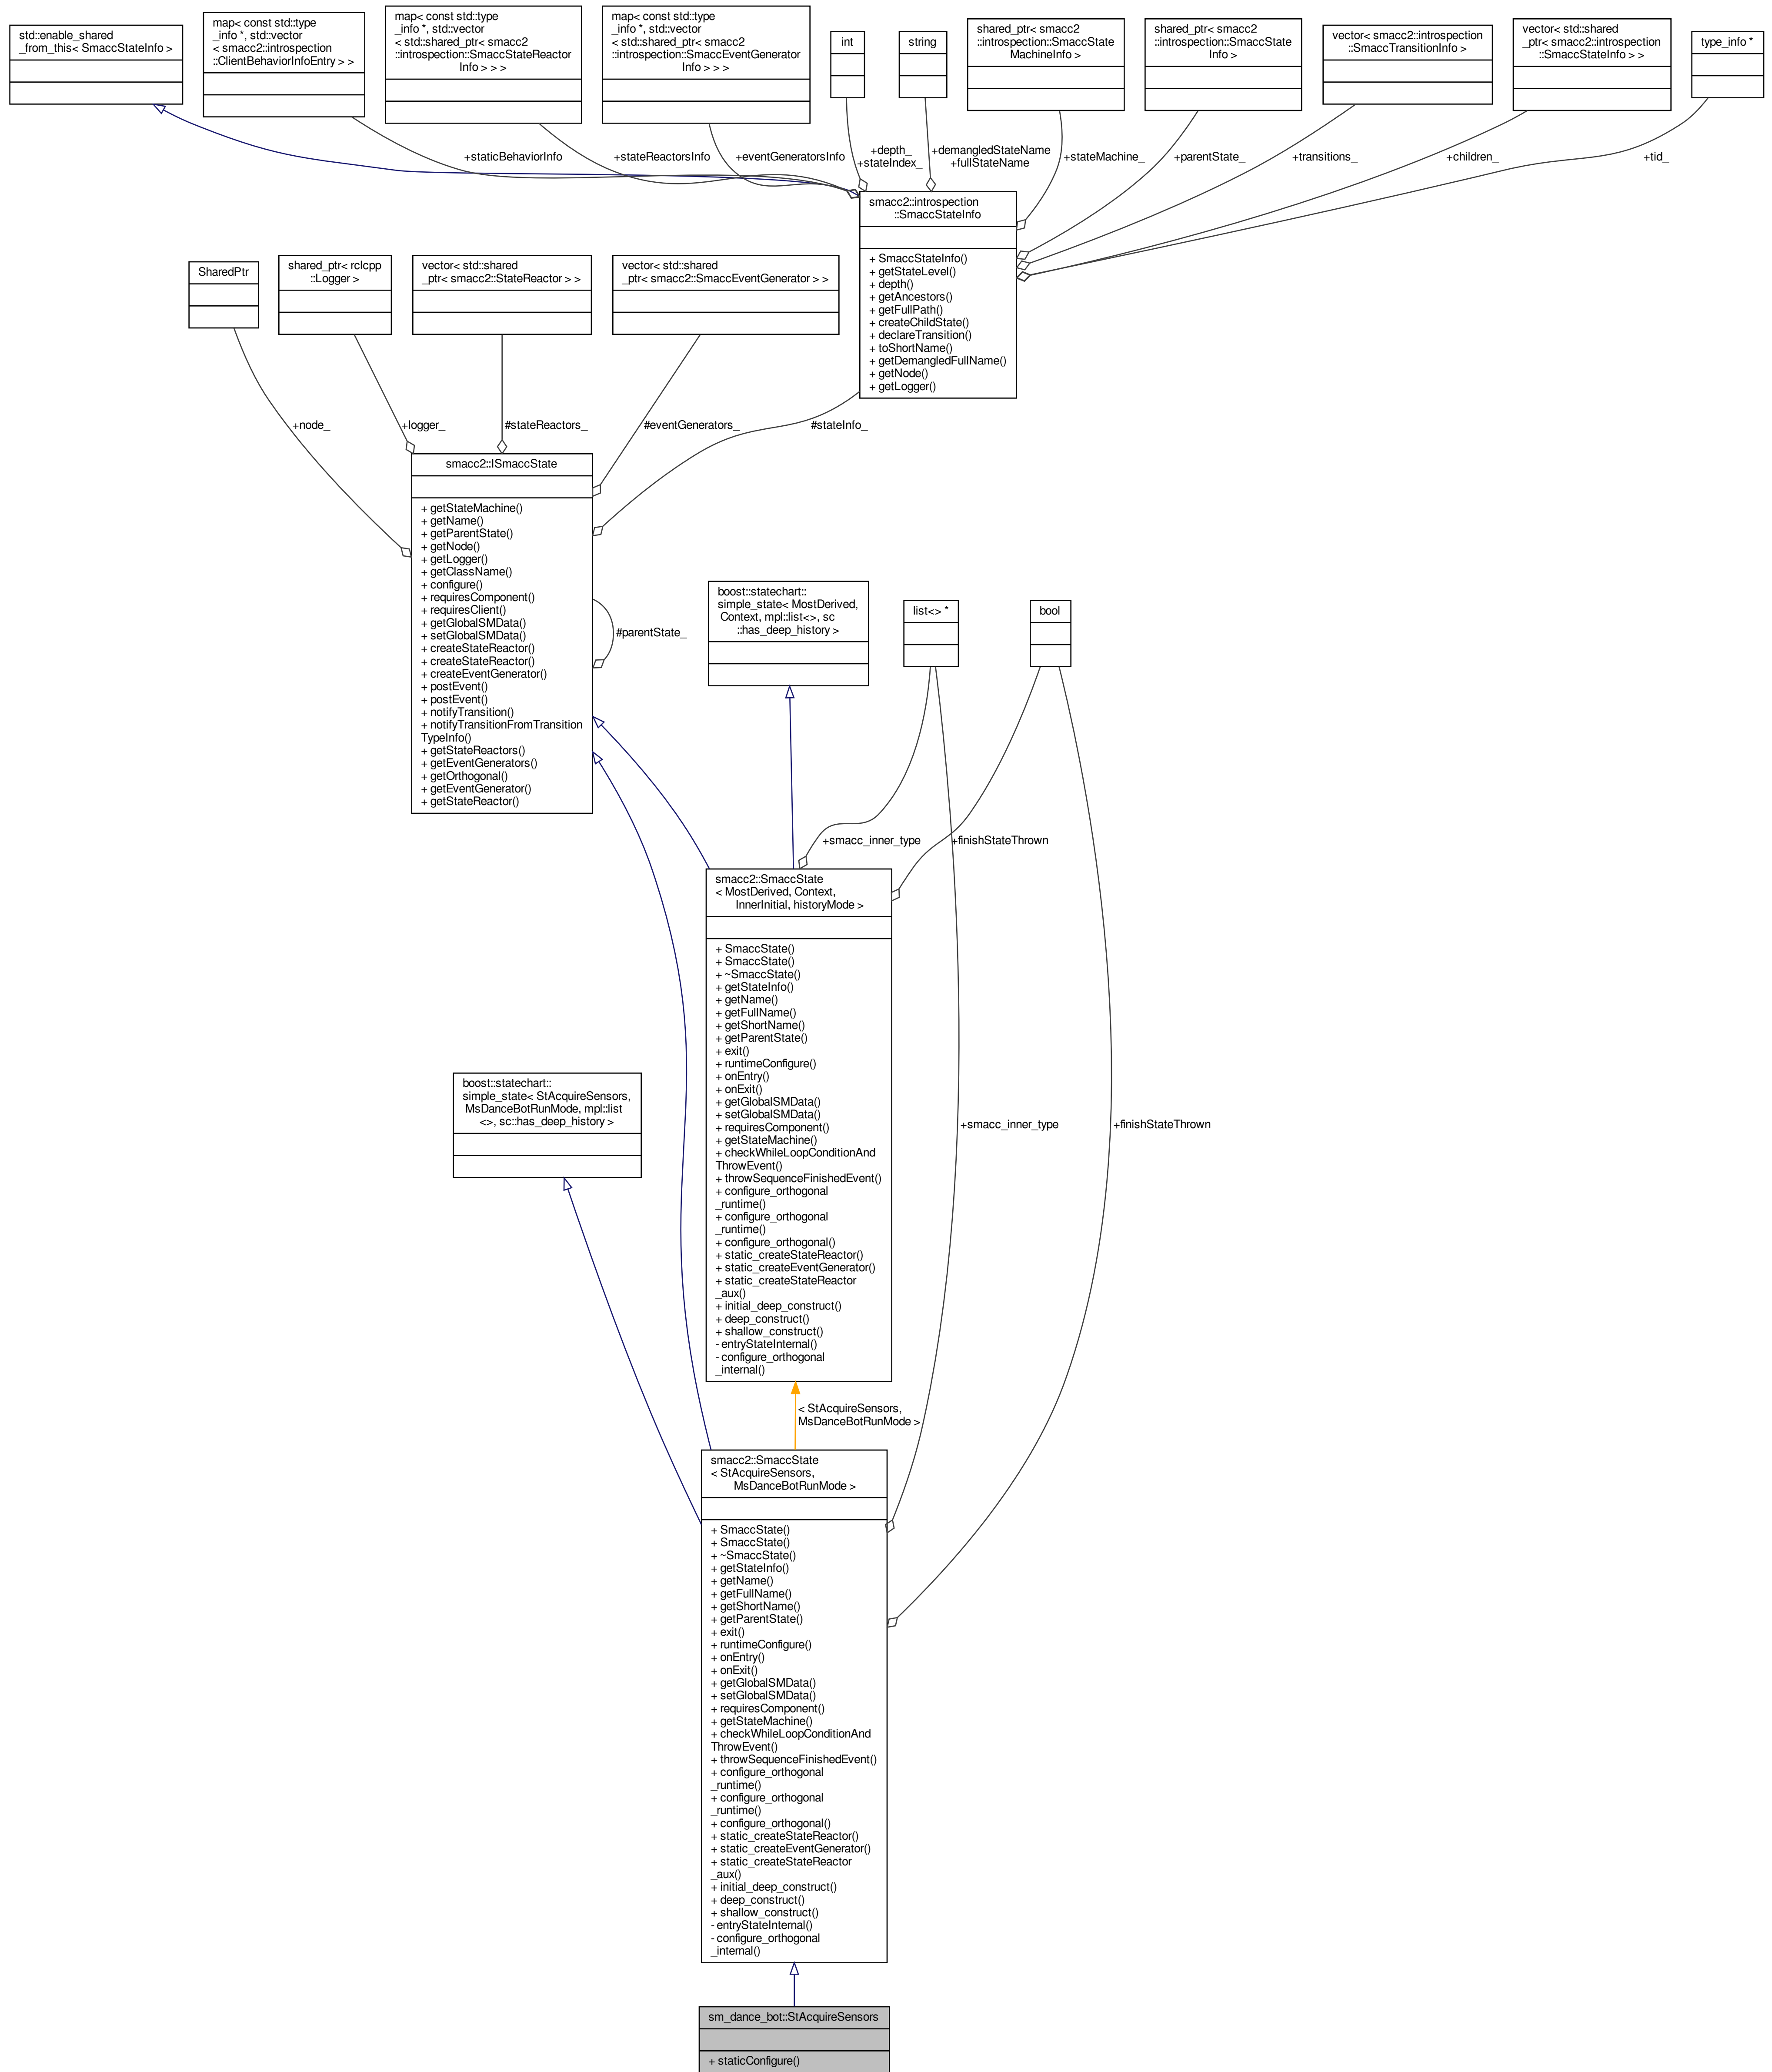 std::enable_shared
_from_this< SmaccStateInfo >
map< const std::type
_info *, std::vector
< smacc2::introspection
::ClientBehaviorInfoEntry > >
map< const std::type
_info *, std::vector
< std::shared_ptr< smacc2
::introspection::SmaccStateReactor
Info > > >
map< const std::type
_info *, std::vector
< std::shared_ptr< smacc2
::introspection::SmaccEventGenerator
Info > > >
int
string
shared_ptr< smacc2
::introspection::SmaccState
MachineInfo >
shared_ptr< smacc2
::introspection::SmaccState
Info >
vector< smacc2::introspection
::SmaccTransitionInfo >
vector< std::shared
_ptr< smacc2::introspection
::SmaccStateInfo > >
type_info *
+staticBehaviorInfo
+stateReactorsInfo
+eventGeneratorsInfo
+depth_
+stateIndex_
+demangledStateName
+fullStateName
+stateMachine_
+parentState_
+transitions_
+children_
+tid_
smacc2::introspection
::SmaccStateInfo
+ SmaccStateInfo()
+ getStateLevel()
+ depth()
+ getAncestors()
+ getFullPath()
+ createChildState()
+ declareTransition()
+ toShortName()
+ getDemangledFullName()
+ getNode()
+ getLogger()
SharedPtr
shared_ptr< rclcpp
::Logger >
vector< std::shared
_ptr< smacc2::StateReactor > >
vector< std::shared
_ptr< smacc2::SmaccEventGenerator > >
+node_
+logger_
#stateReactors_
#eventGenerators_
#stateInfo_
smacc2::ISmaccState
+ getStateMachine()
+ getName()
+ getParentState()
+ getNode()
+ getLogger()
+ getClassName()
+ configure()
+ requiresComponent()
+ requiresClient()
+ getGlobalSMData()
+ setGlobalSMData()
+ createStateReactor()
+ createStateReactor()
+ createEventGenerator()
+ postEvent()
+ postEvent()
+ notifyTransition()
+ notifyTransitionFromTransition
TypeInfo()
+ getStateReactors()
+ getEventGenerators()
+ getOrthogonal()
+ getEventGenerator()
+ getStateReactor()
#parentState_
boost::statechart::
simple_state< MostDerived,
Context, mpl::list<>, sc
::has_deep_history >
list<> *
bool
+smacc_inner_type
+finishStateThrown
smacc2::SmaccState
< MostDerived, Context,
InnerInitial, historyMode >
+ SmaccState()
+ SmaccState()
+ ~SmaccState()
+ getStateInfo()
+ getName()
+ getFullName()
+ getShortName()
+ getParentState()
+ exit()
+ runtimeConfigure()
+ onEntry()
+ onExit()
+ getGlobalSMData()
+ setGlobalSMData()
+ requiresComponent()
+ getStateMachine()
+ checkWhileLoopConditionAnd
ThrowEvent()
+ throwSequenceFinishedEvent()
+ configure_orthogonal
_runtime()
+ configure_orthogonal
_runtime()
+ configure_orthogonal()
+ static_createStateReactor()
+ static_createEventGenerator()
+ static_createStateReactor
_aux()
+ initial_deep_construct()
+ deep_construct()
+ shallow_construct()
- entryStateInternal()
- configure_orthogonal
_internal()
boost::statechart::
simple_state< StAcquireSensors,
MsDanceBotRunMode, mpl::list
<>, sc::has_deep_history >
+smacc_inner_type
+finishStateThrown
< StAcquireSensors,
MsDanceBotRunMode >
smacc2::SmaccState
< StAcquireSensors,
MsDanceBotRunMode >
+ SmaccState()
+ SmaccState()
+ ~SmaccState()
+ getStateInfo()
+ getName()
+ getFullName()
+ getShortName()
+ getParentState()
+ exit()
+ runtimeConfigure()
+ onEntry()
+ onExit()
+ getGlobalSMData()
+ setGlobalSMData()
+ requiresComponent()
+ getStateMachine()
+ checkWhileLoopConditionAnd
ThrowEvent()
+ throwSequenceFinishedEvent()
+ configure_orthogonal
_runtime()
+ configure_orthogonal
_runtime()
+ configure_orthogonal()
+ static_createStateReactor()
+ static_createEventGenerator()
+ static_createStateReactor
_aux()
+ initial_deep_construct()
+ deep_construct()
+ shallow_construct()
- entryStateInternal()
- configure_orthogonal
_internal()
sm_dance_bot::StAcquireSensors
+ staticConfigure()